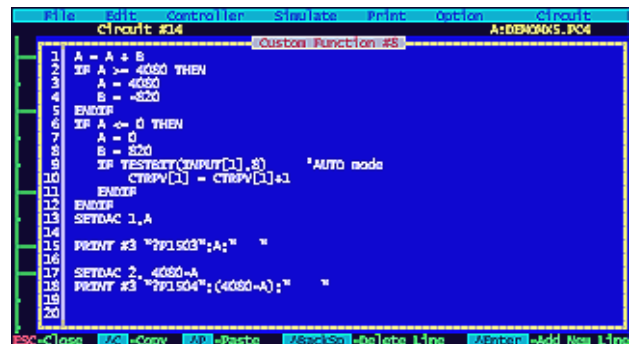 File Edit Controller Simulate Print Option Circuit
Circuit #14 A:DEMONXS.PC4
Custom Function #8
1 A = A + B
2 IF A >= 4080 THEN
3 A = 4080
4 B = -820
5 ENDIF
6 IF A <= 0 THEN
7 A = 0
8 B = 820
9 IF TESTBIT(INPUT[1],8) 'AUTO mode
10 CTRPV[1] = CTRPV[1]+1
11 ENDIF
12 ENDIF
13 SETDAC 1,A
14
15 PRINT #3 "?P1503";A;" "
16
17 SETDAC 2, 4080-A
18 PRINT #3 "?P1504";(4080-A);" "
19
20
ESC-Close ^C -Copy ^P -Paste ^BackSp -Delete Line ^Enter -Add New Line